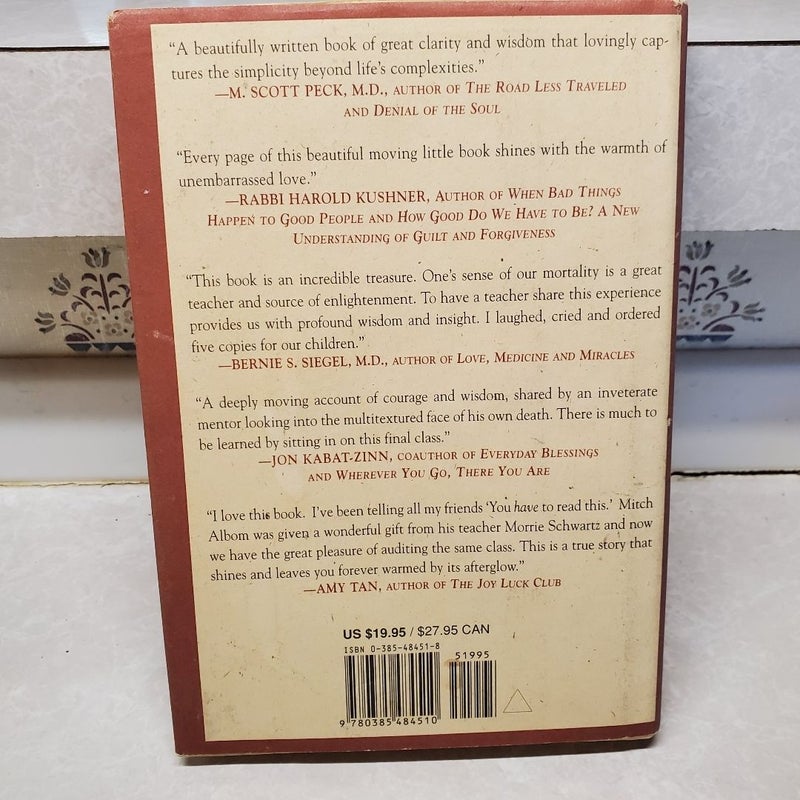 “A beautifully written book of great clarity and wisdom that lovingly cap-
tures the simplicity beyond life’s complexities.”
—M. SCOTT PECK, M.D., AUTHOR OF THE ROAD LESS TRAVELED
AND DENIAL OF THE SOUL
“Every page of this beautiful moving little book shines with the warmth of
unembarrassed love.”
—RABBI HAROLD KUSHNER, AUTHOR OF WHEN BAD THINGS
HAPPEN TO GOOD PEOPLE AND HOW GOOD DO WE HAVE TO BE? A NEW
UNDERSTANDING OF GUILT AND FORGIVENESS
“This book is an incredible treasure. One’s sense of our mortality is a great
teacher and source of enlightenment. To have a teacher share this experience
provides us with profound wisdom and insight. I laughed, cried and ordered
five copies for our children.”
—BERNIE S. SIEGEL, M.D., AUTHOR OF LOVE, MEDICINE AND MIRACLES
“A deeply moving account of courage and wisdom, shared by an inveterate
mentor looking into the multitextured face of his own death. There is much to
be learned by sitting in on this final class.”
—JON KABAT-ZINN, COAUTHOR OF EVERYDAY BLESSINGS
AND WHEREVER YOU GO, THERE YOU ARE
“I love this book. I’ve been telling all my friends ‘You have to read this.’ Mitch
Albom was given a wonderful gift from his teacher Morrie Schwartz and now
we have the great pleasure of auditing the same class. This is a true story that
shines and leaves you forever warmed by its afterglow.”
—AMY TAN, AUTHOR OF THE JOY LUCK CLUB
US $19.95 / $27.95 CAN
ISBN 0-385-48451-8
51995
9 780385 484510